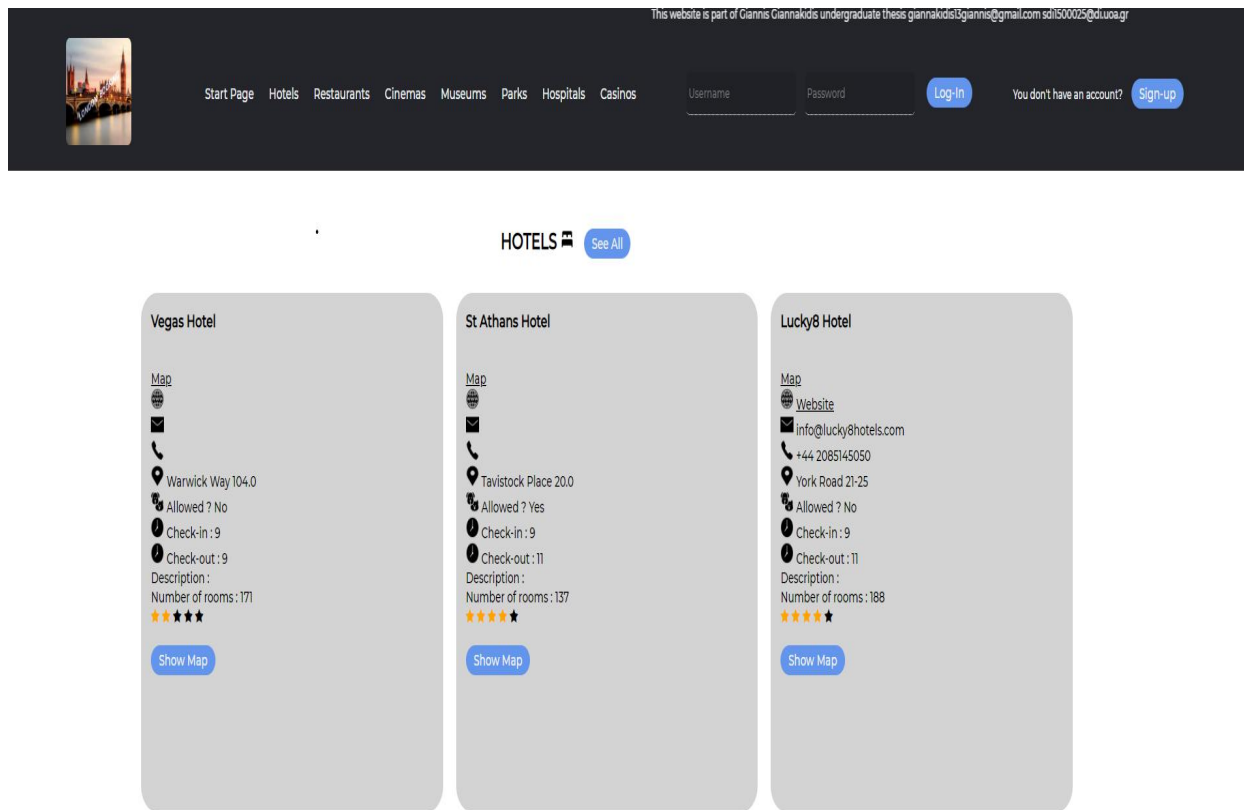 This website is part of Giannis Giannakidis undergraduate thesis giannakidis13giannis@gmail.com sdi1500025@di.uoa.gr
Start Page Hotels Restaurants Cinemas Museums Parks Hospitals Casinos Username Password Log-In You don't have an account? Sign-up
HOTELS See All
Vegas Hotel
Map
Warwick Way 104.0
Allowed ? No
Check-in : 9
Check-out : 9
Description :
Number of rooms : 171
Show Map
St Athans Hotel
Map
Tavistock Place 20.0
Allowed ? Yes
Check-in : 9
Check-out : 11
Description :
Number of rooms : 137
Show Map
Lucky8 Hotel
Map
Website
info@lucky8hotels.com
+44 2085145050
York Road 21-25
Allowed ? No
Check-in : 9
Check-out : 11
Description :
Number of rooms : 188
Show Map